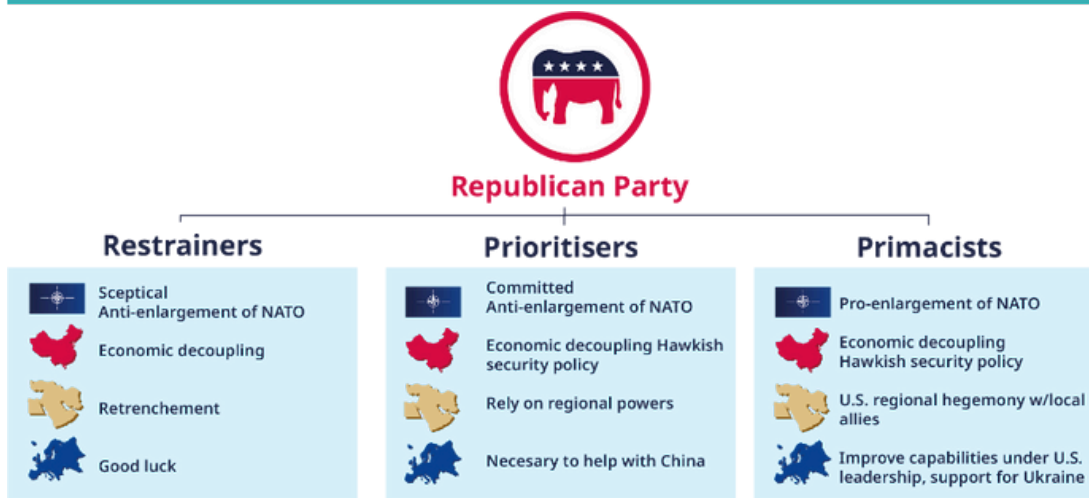 Republican Party
Restrainers
Prioritisers
Primacists
Sceptical
Anti-enlargement of NATO
Economic decoupling
Retrenchement
Good luck
Committed
Anti-enlargement of NATO
Economic decoupling Hawkish
security policy
Rely on regional powers
Necesary to help with China
Pro-enlargement of NATO
Economic decoupling
Hawkish security policy
U.S. regional hegemony w/local
allies
Improve capabilities under U.S.
leadership, support for Ukraine